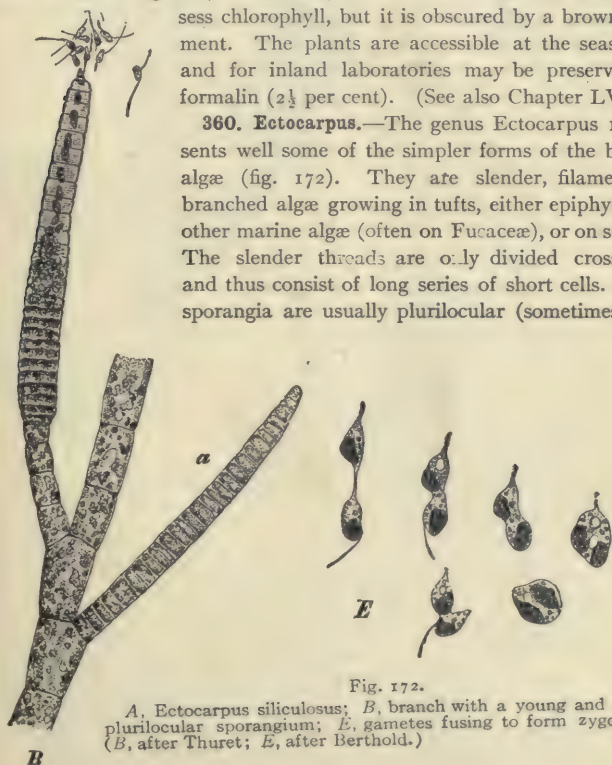 sess chlorophyll, but it is obscured by a brown
ment. The plants are accessible at the seas
and for inland laboratories may be preserv
formalin (2½ per cent). (See also Chapter LV
360. Ectocarpus.—The genus Ectocarpus r
sents well some of the simpler forms of the b
algæ (fig. 172). They are slender, filame
branched algæ growing in tufts, either epiphy
other marine algæ (often on Fucaceæ), or on s
The slender threads are only divided cross
and thus consist of long series of short cells.
sporangia are usually plurilocular (sometimes
a
E
Fig. 172.
A, Ectocarpus siliculosus; B, branch with a young and
plurilocular sporangium; E, gametes fusing to form zygo
(B, after Thuret; E, after Berthold.)
B